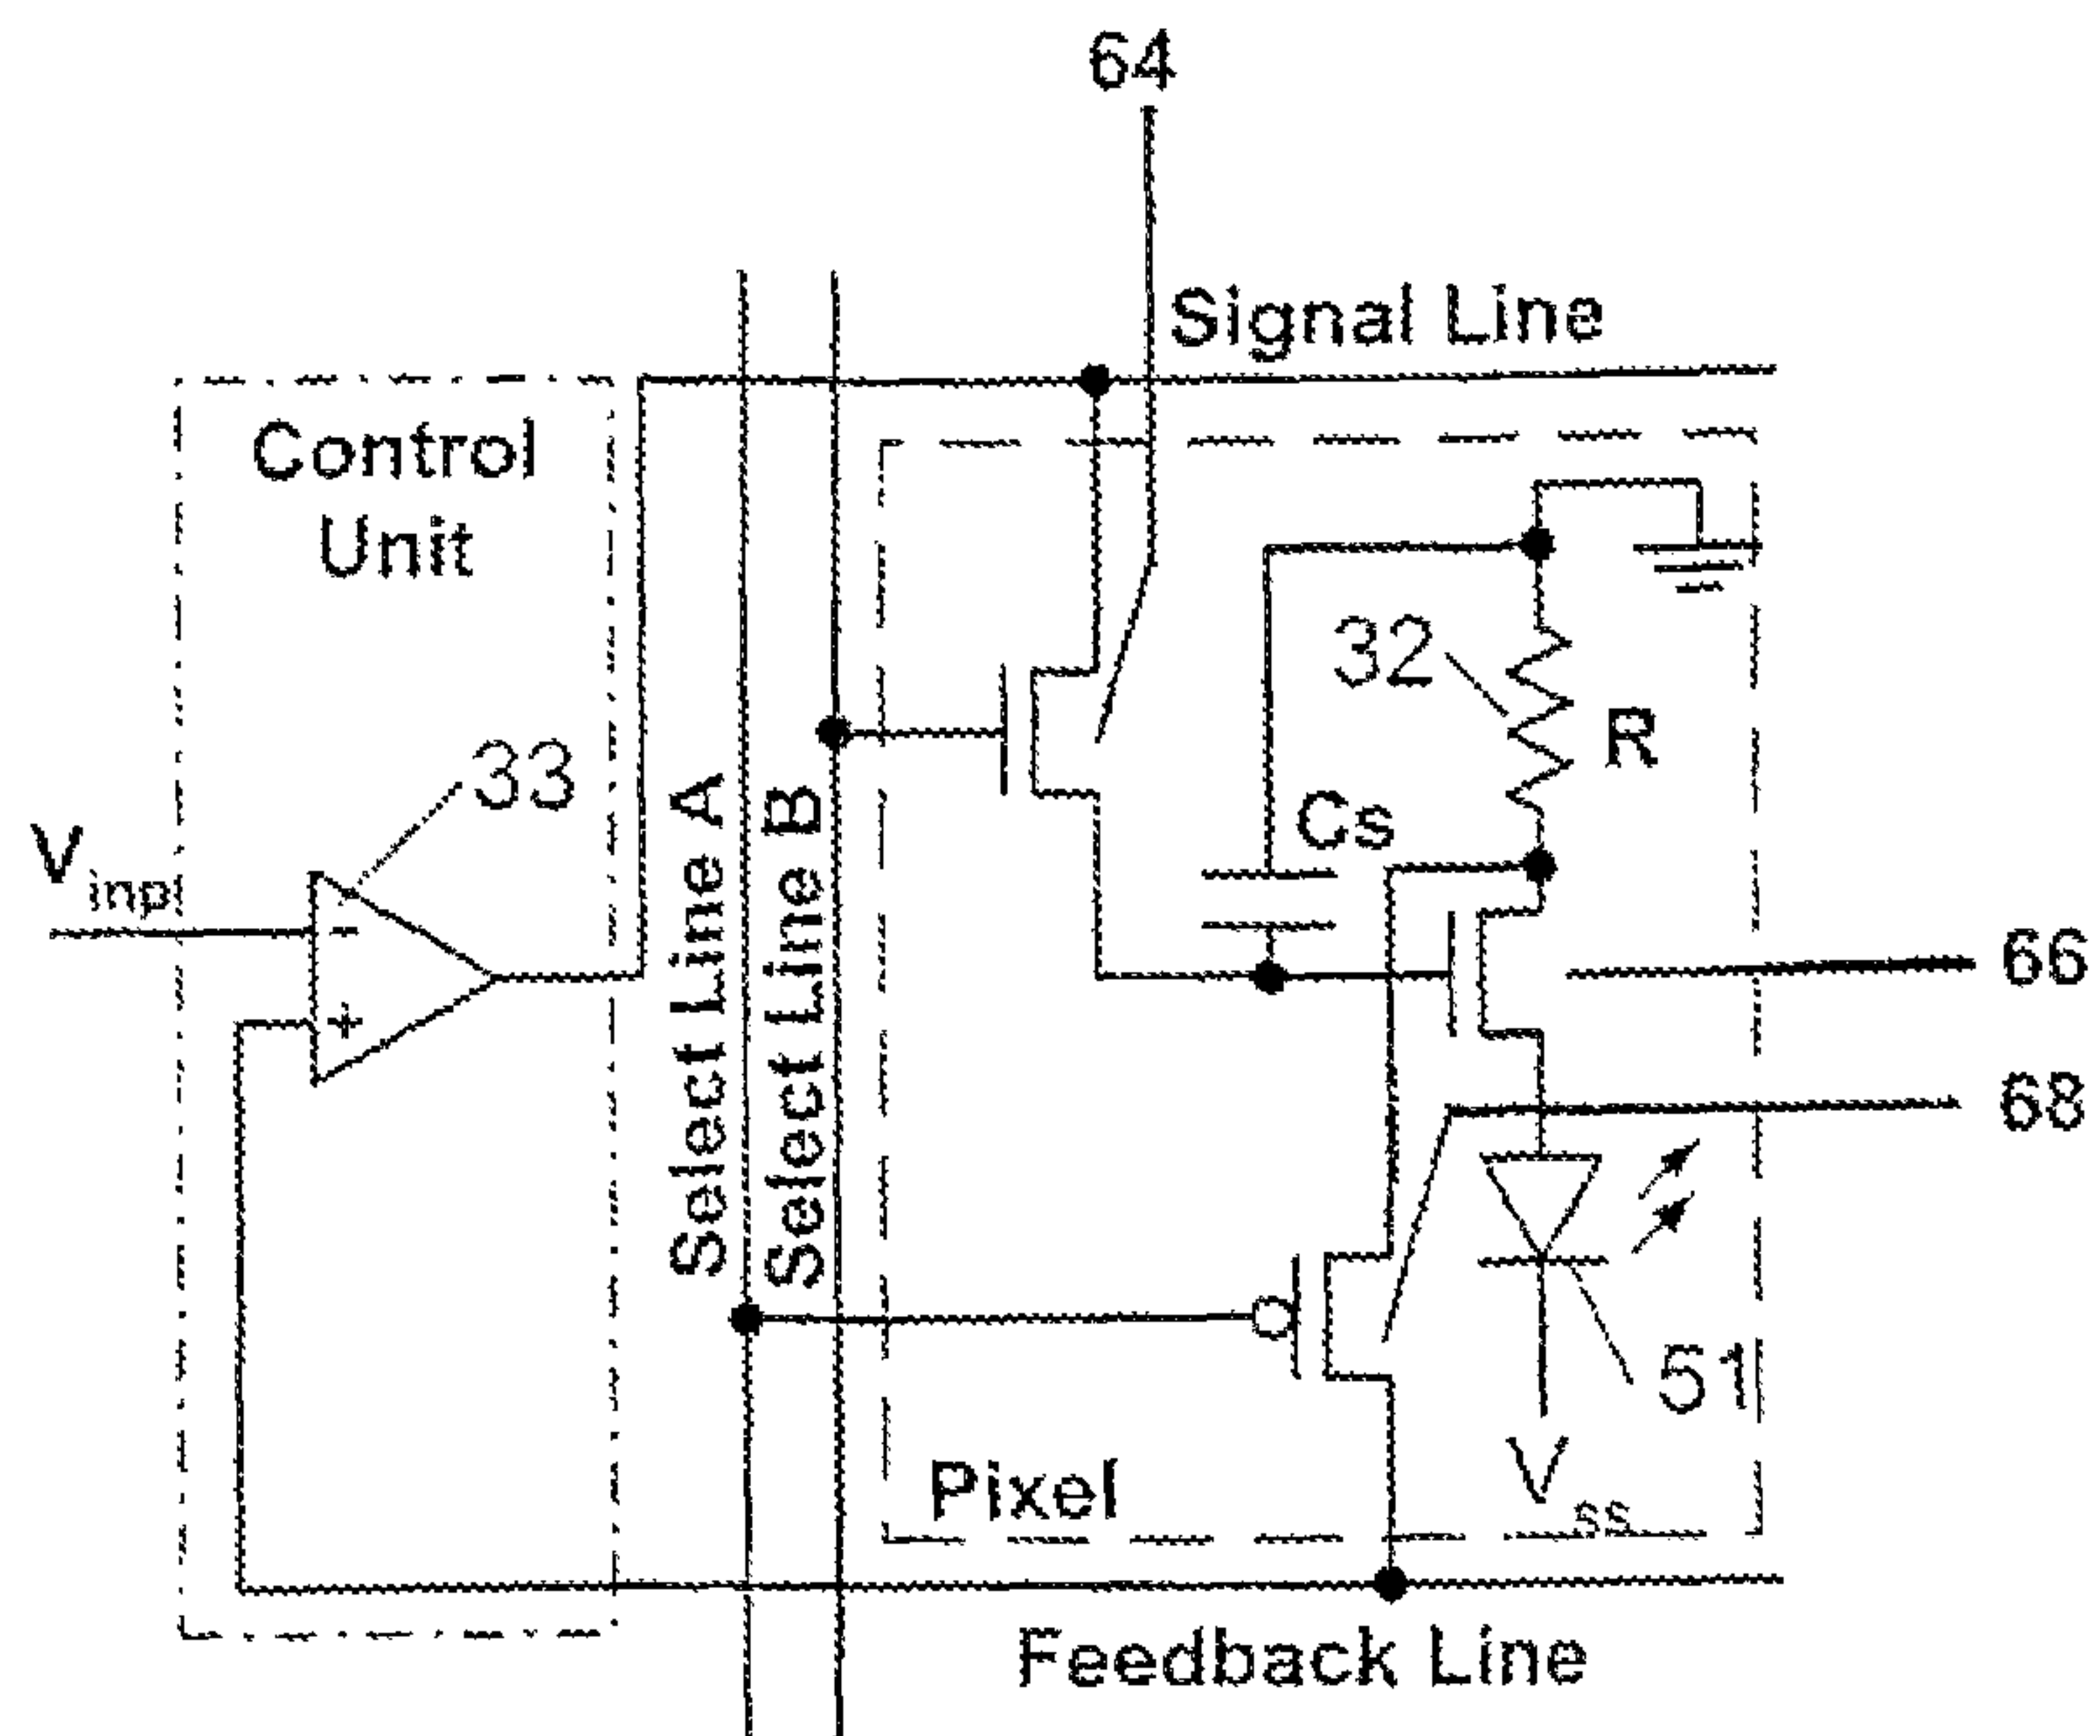 64
Signal Line
Control
Unit
32
R
33
Cs
V inp
Select Line A
Select Line B
-
+
66
68
51
Pixel
V ss
Feedback Line